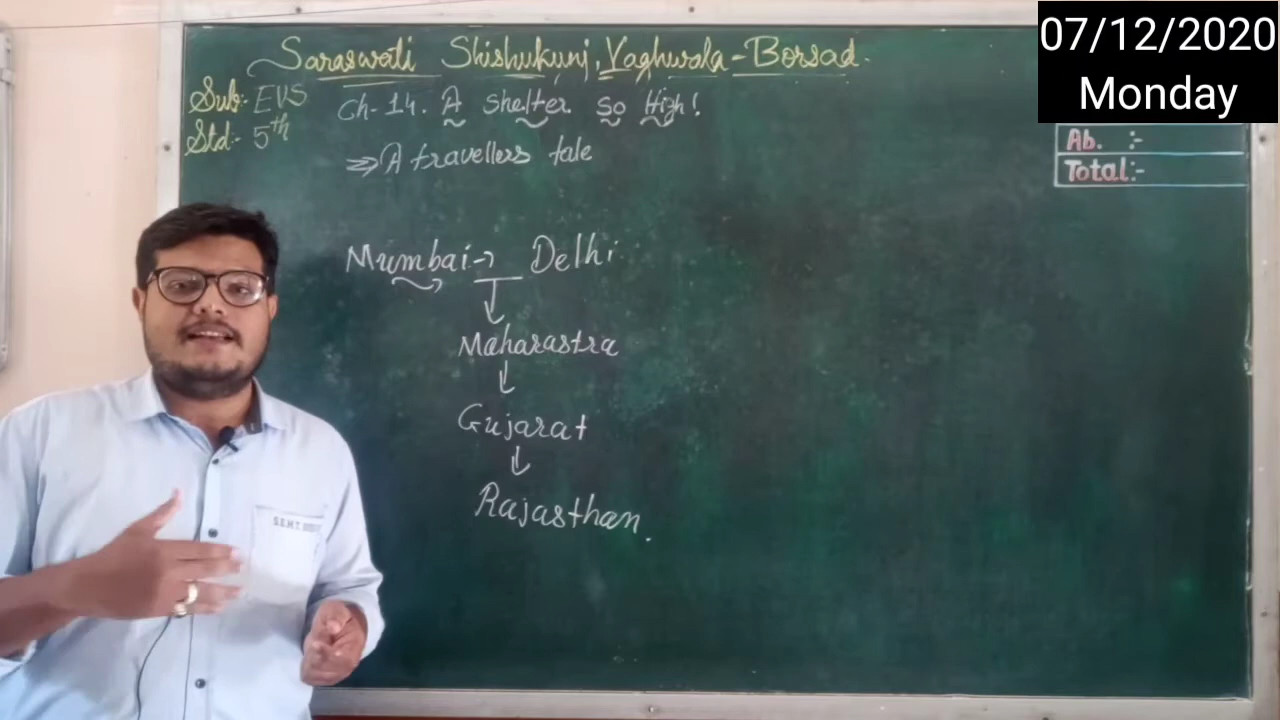 07/12/2020
Monday
Saraswati Shishukunj, Vaghwala - Borsad.
Sub:- EVS
Std:- 5th
Ch-14. A shelter so High!
⇒ A travellers tale
Ab. :-
Total:-
Mumbai → Delhi
↓
Maharastra
↓
Gujarat
↓
Rajasthan.